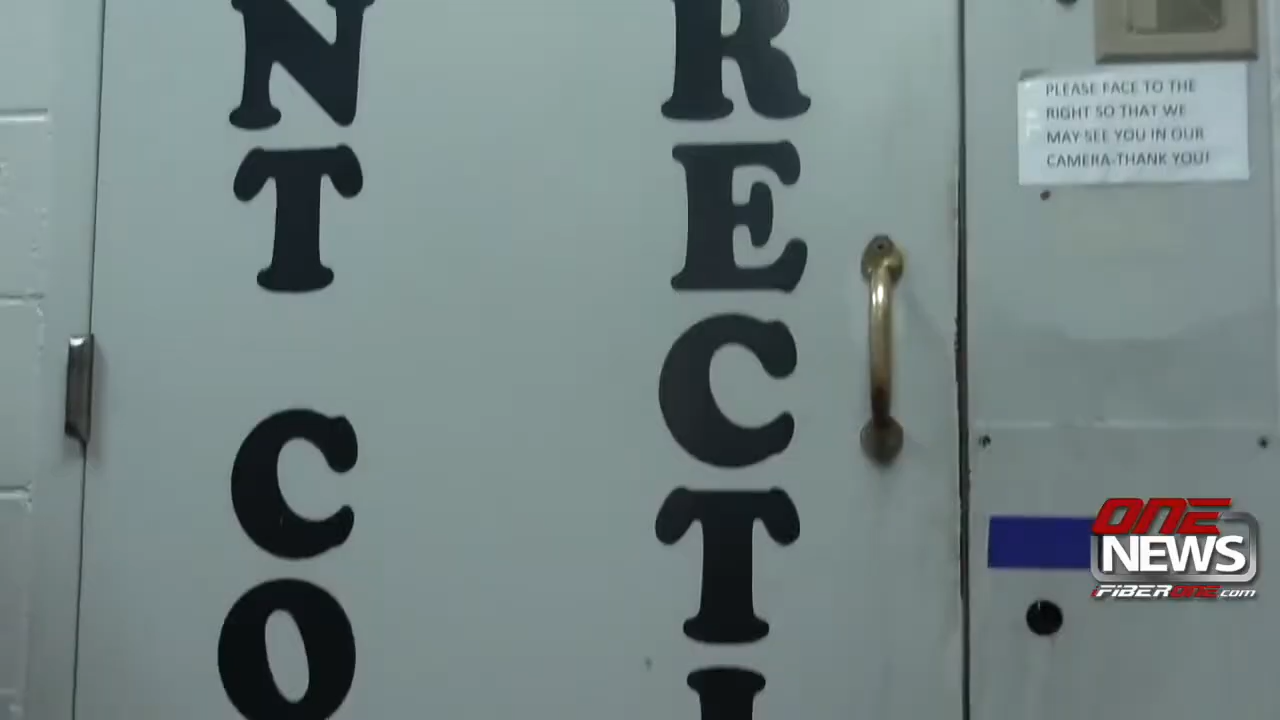 N
T
C
O
R
E
C
T
I
PLEASE FACE TO THE
RIGHT SO THAT WE
MAY SEE YOU IN OUR
CAMERA-THANK YOU!
ONE
NEWS
iFIBERONE.com